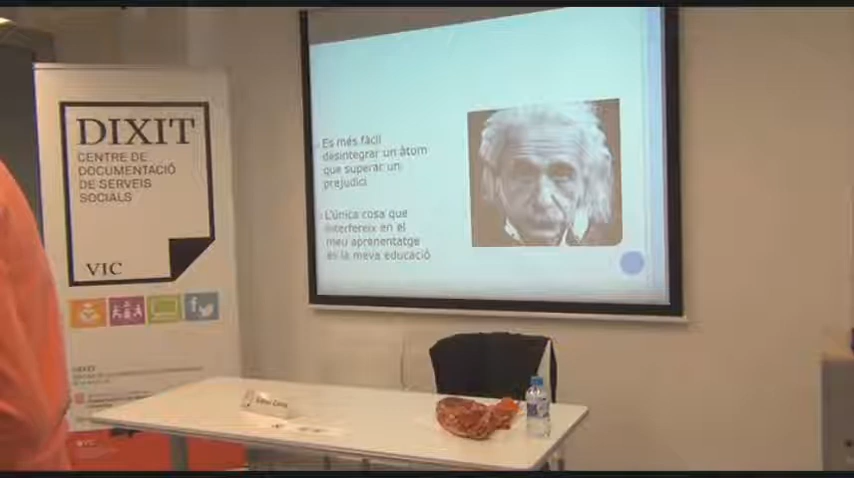 DIXIT
CENTRE DE
DOCUMENTACIÓ
DE SERVEIS
SOCIALS
VIC
Es més fàcil
desintegrar un àtom
que superar un
prejudici
L'única cosa que
interfereix en el
meu aprenentatge
és la meva educació